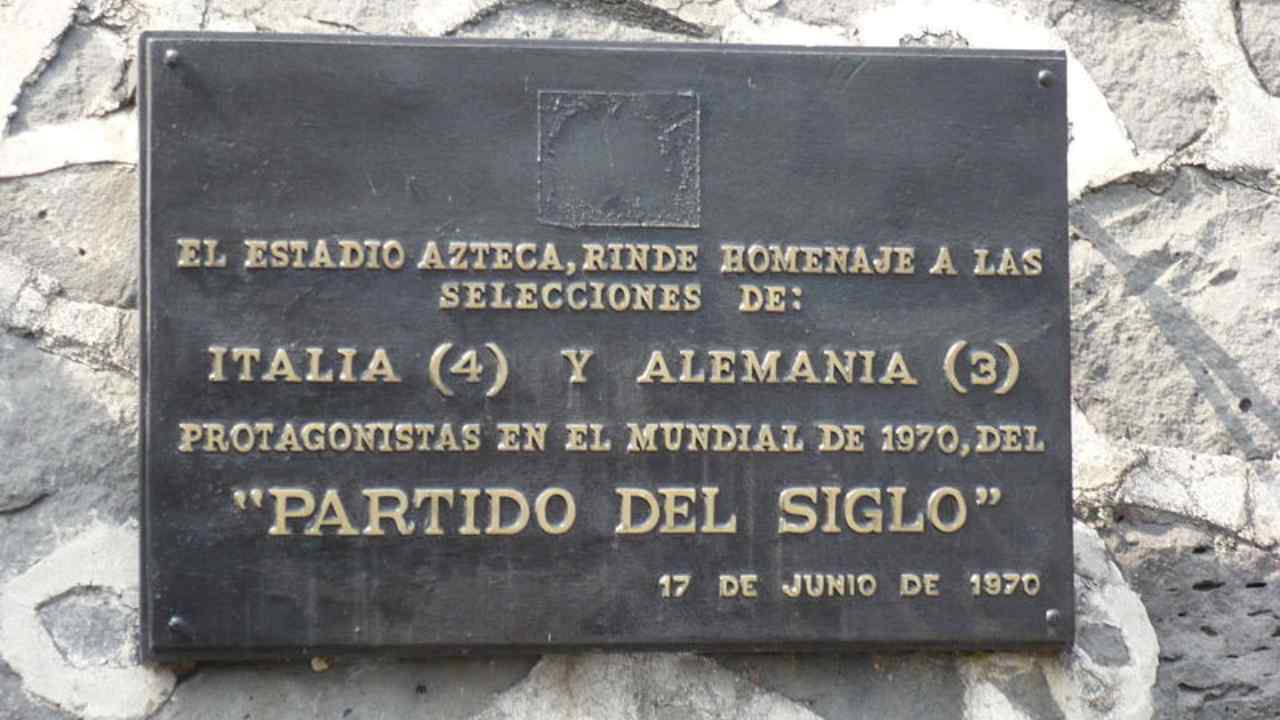 EL ESTADIO AZTECA, RINDE HOMENAJE A LAS
SELECCIONES DE:
ITALIA (4) Y ALEMANIA (3)
PROTAGONISTAS EN EL MUNDIAL DE 1970, DEL
"PARTIDO DEL SIGLO"
17 DE JUNIO DE 1970